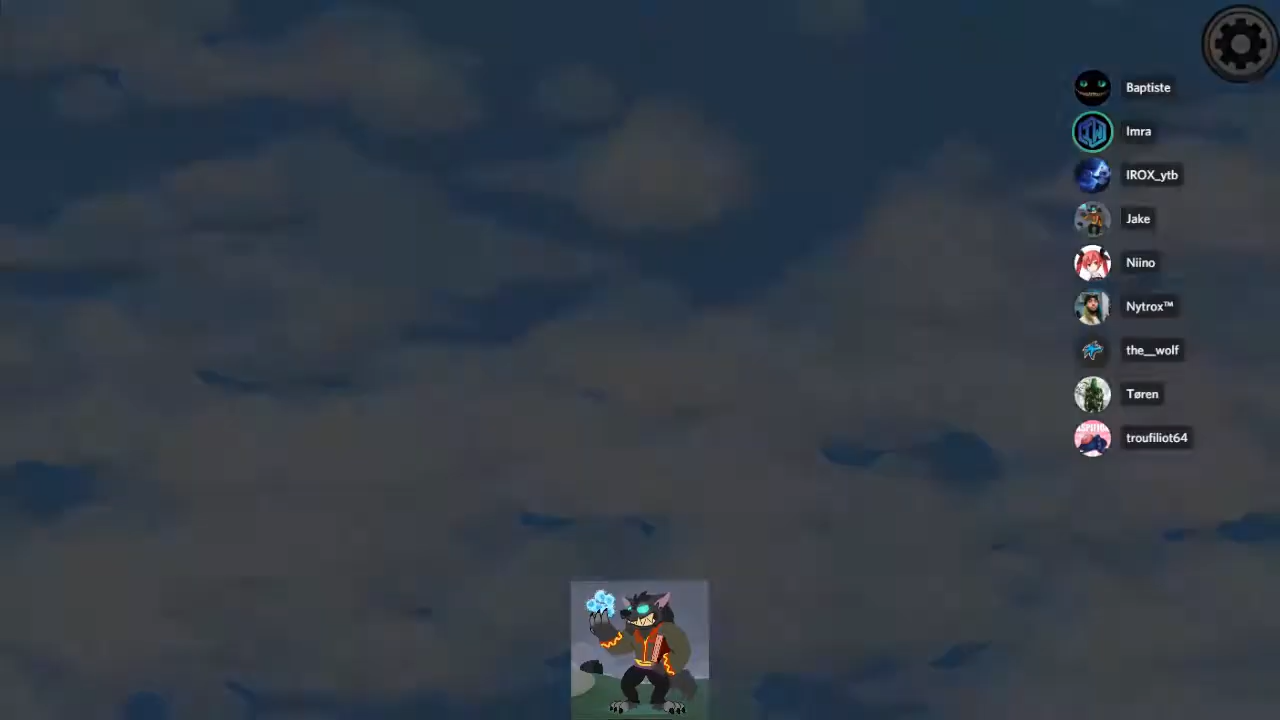 Baptiste
Imra
IROX_ytb
Jake
Niino
Nytrox™
the__wolf
Tøren
troufiliot64